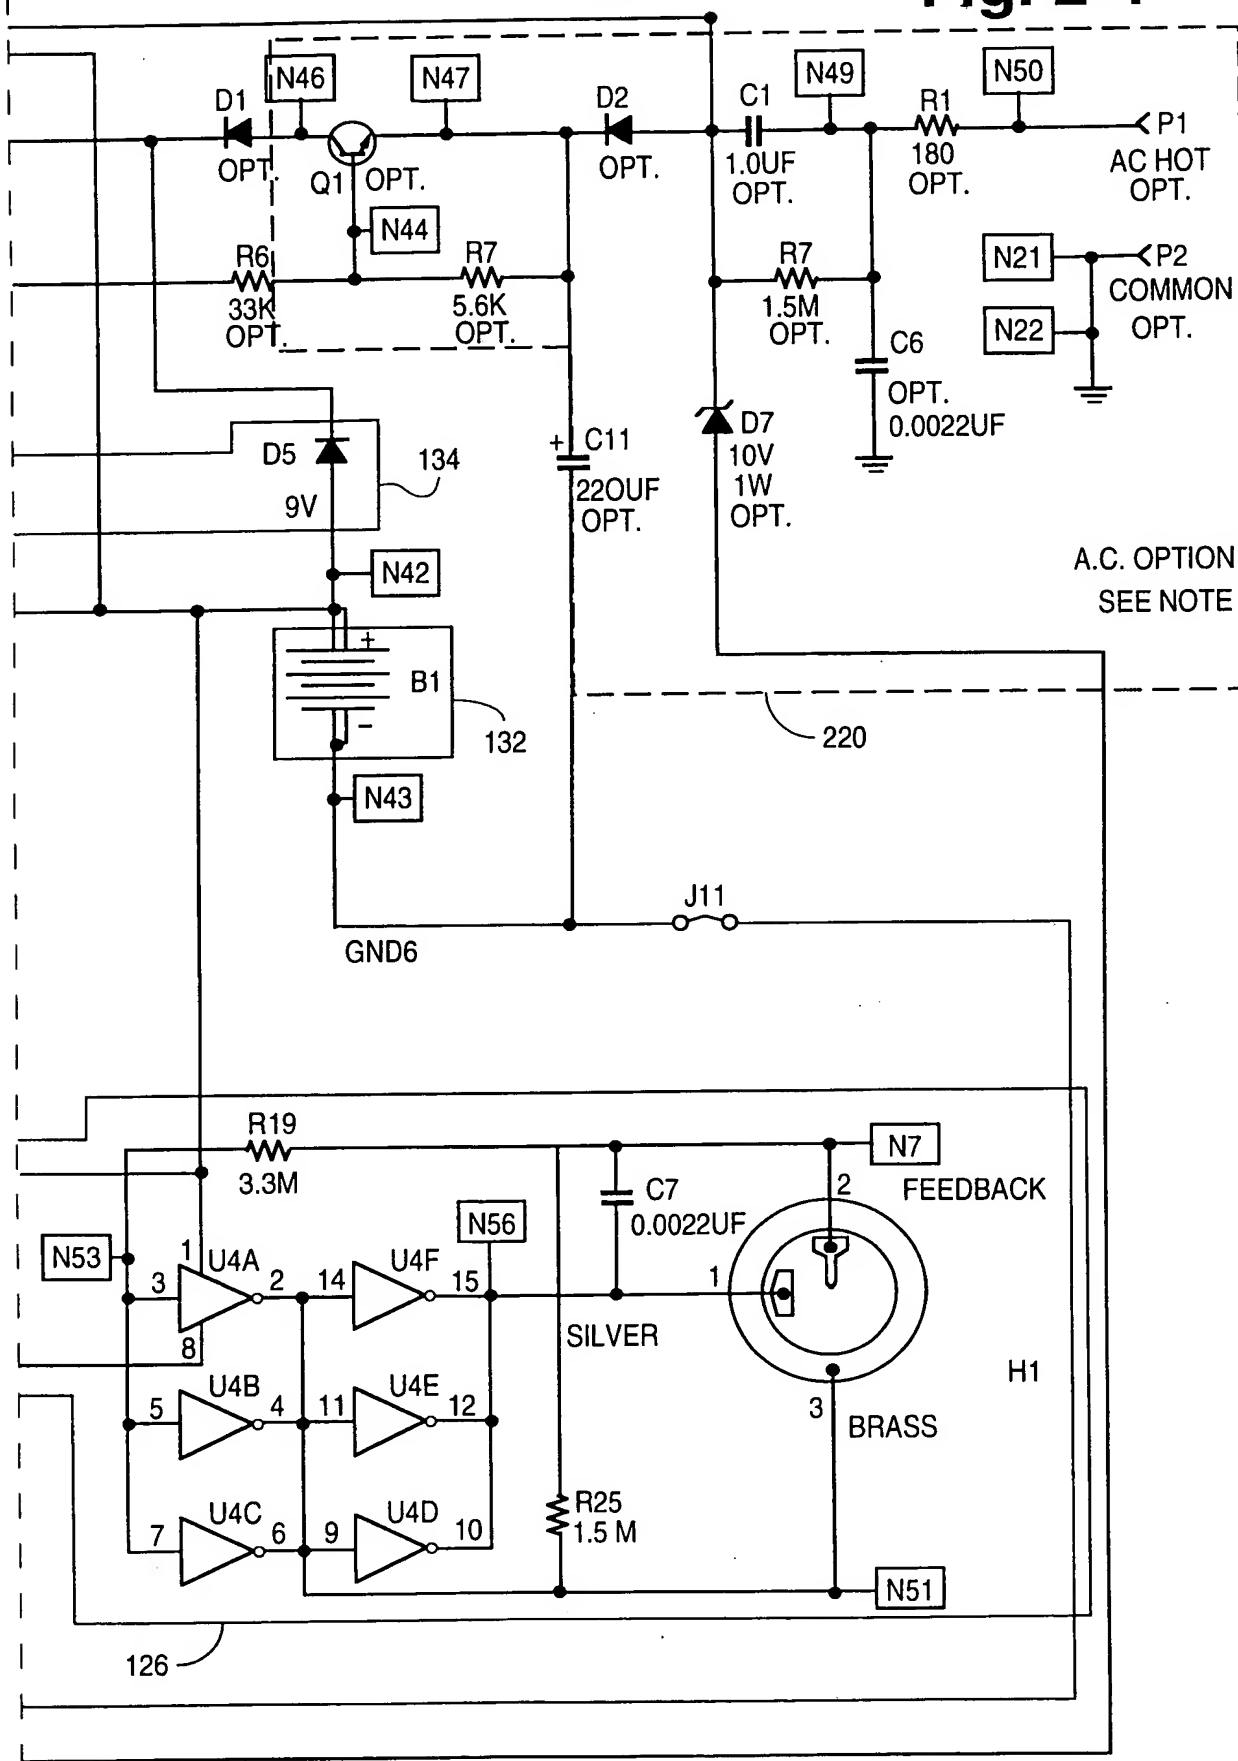 N46
N47
N49
N50
D1
OPT.
Q1
OPT.
D2
OPT.
C1
1.0UF
OPT.
R1
180
OPT.
P1
AC HOT
OPT.
N44
R6
33K
OPT.
R7
5.6K
OPT.
R7
1.5M
OPT.
N21
N22
P2
COMMON
OPT.
C6
OPT.
0.0022UF
D5
9V
134
+
C11
220UF
OPT.
D7
10V
1W
OPT.
A.C. OPTION
SEE NOTE
N42
+
B1
-
132
220
N43
GND6
J11
R19
3.3M
N7
2
FEEDBACK
C7
0.0022UF
N56
N53
1
U4A
3
2
8
14
U4F
15
1
SILVER
H1
U4B
5
4
11
U4E
12
3
BRASS
U4C
7
6
9
U4D
10
R25
1.5 M
N51
126